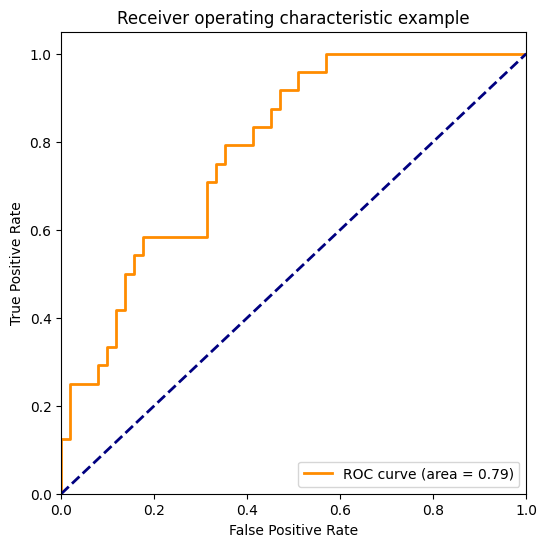 Receiver operating characteristic example
True Positive Rate
1.0
0.8
0.6
0.4
0.2
0.0
ROC curve (area = 0.79)
0.0 0.2 0.4 0.6 0.8 1.0
False Positive Rate